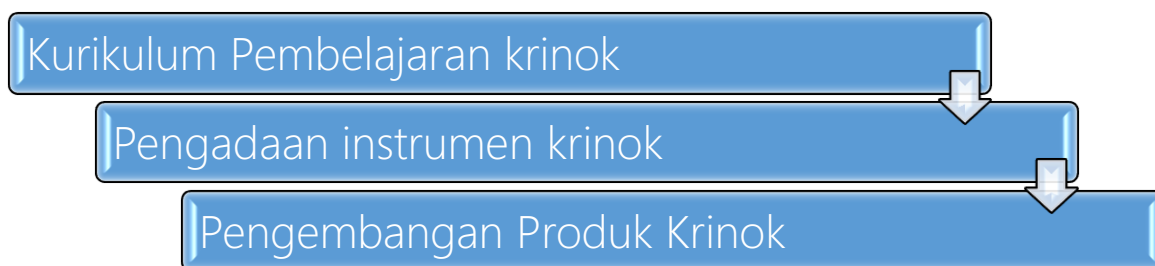 Kurikulum Pembelajaran krinok
Pengadaan instrumen krinok
Pengembangan Produk Krinok